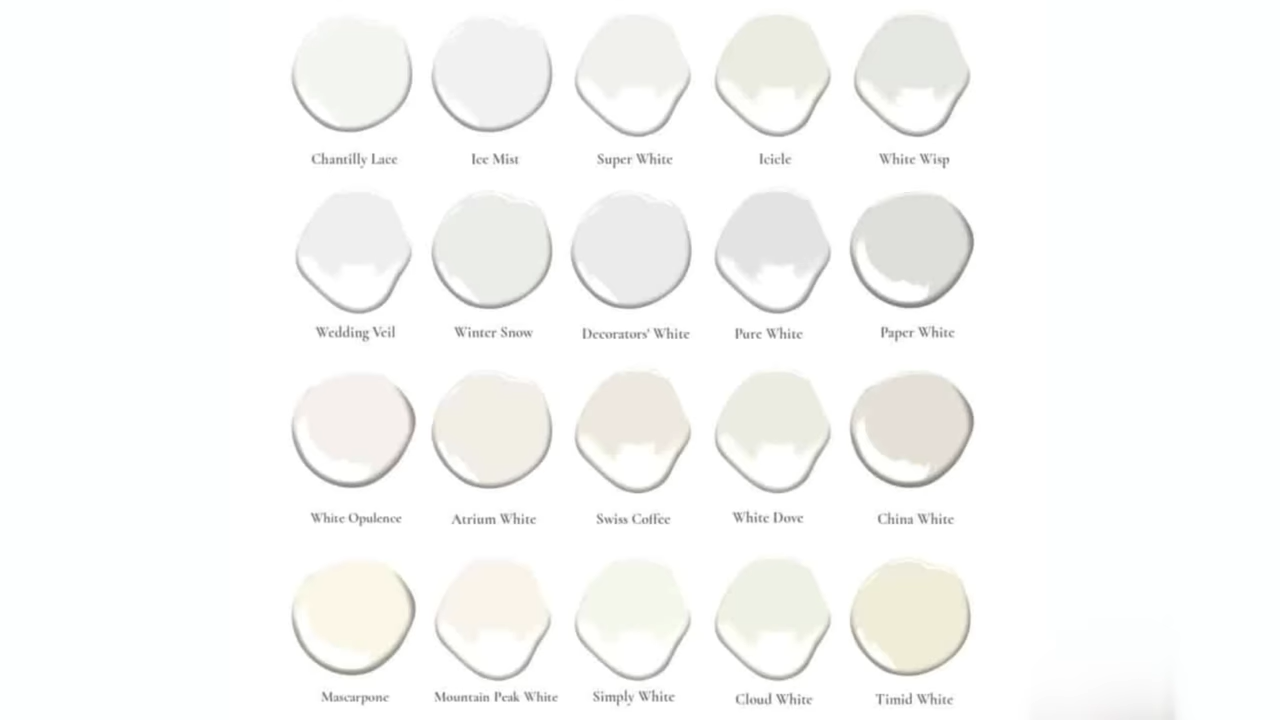 Chantilly Lace
Ice Mist
Super White
Icicle
White Wisp
Wedding Veil
Winter Snow
Decorators' White
Pure White
Paper White
White Opulence
Atrium White
Swiss Coffee
White Dove
China White
Mascarpone
Mountain Peak White
Simply White
Cloud White
Timid White